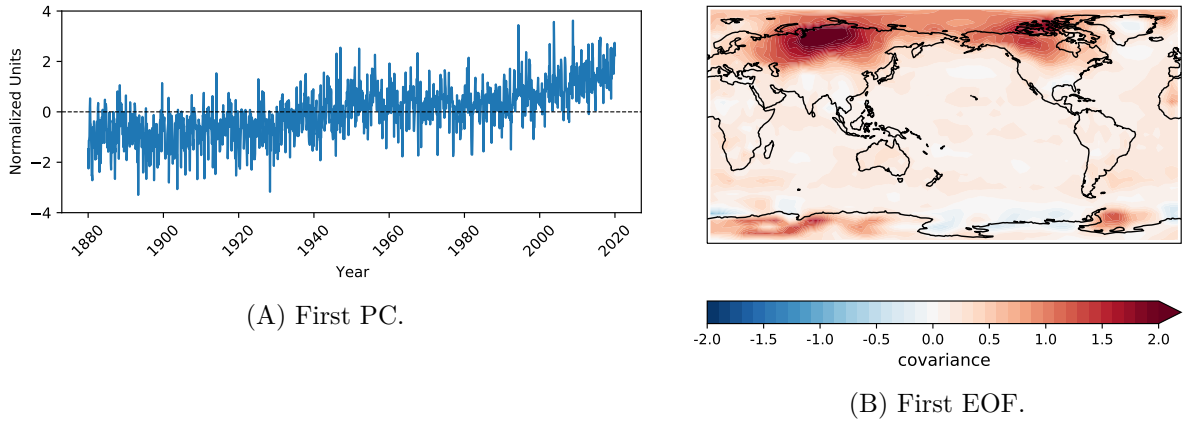 4
2
0
−2
−4
Normalized Units
1880
1900
1920
1940
1960
1980
2000
2020
Year
(A) First PC.
-2.0 -1.5 -1.0 -0.5 0.0 0.5 1.0 1.5 2.0
covariance
(B) First EOF.